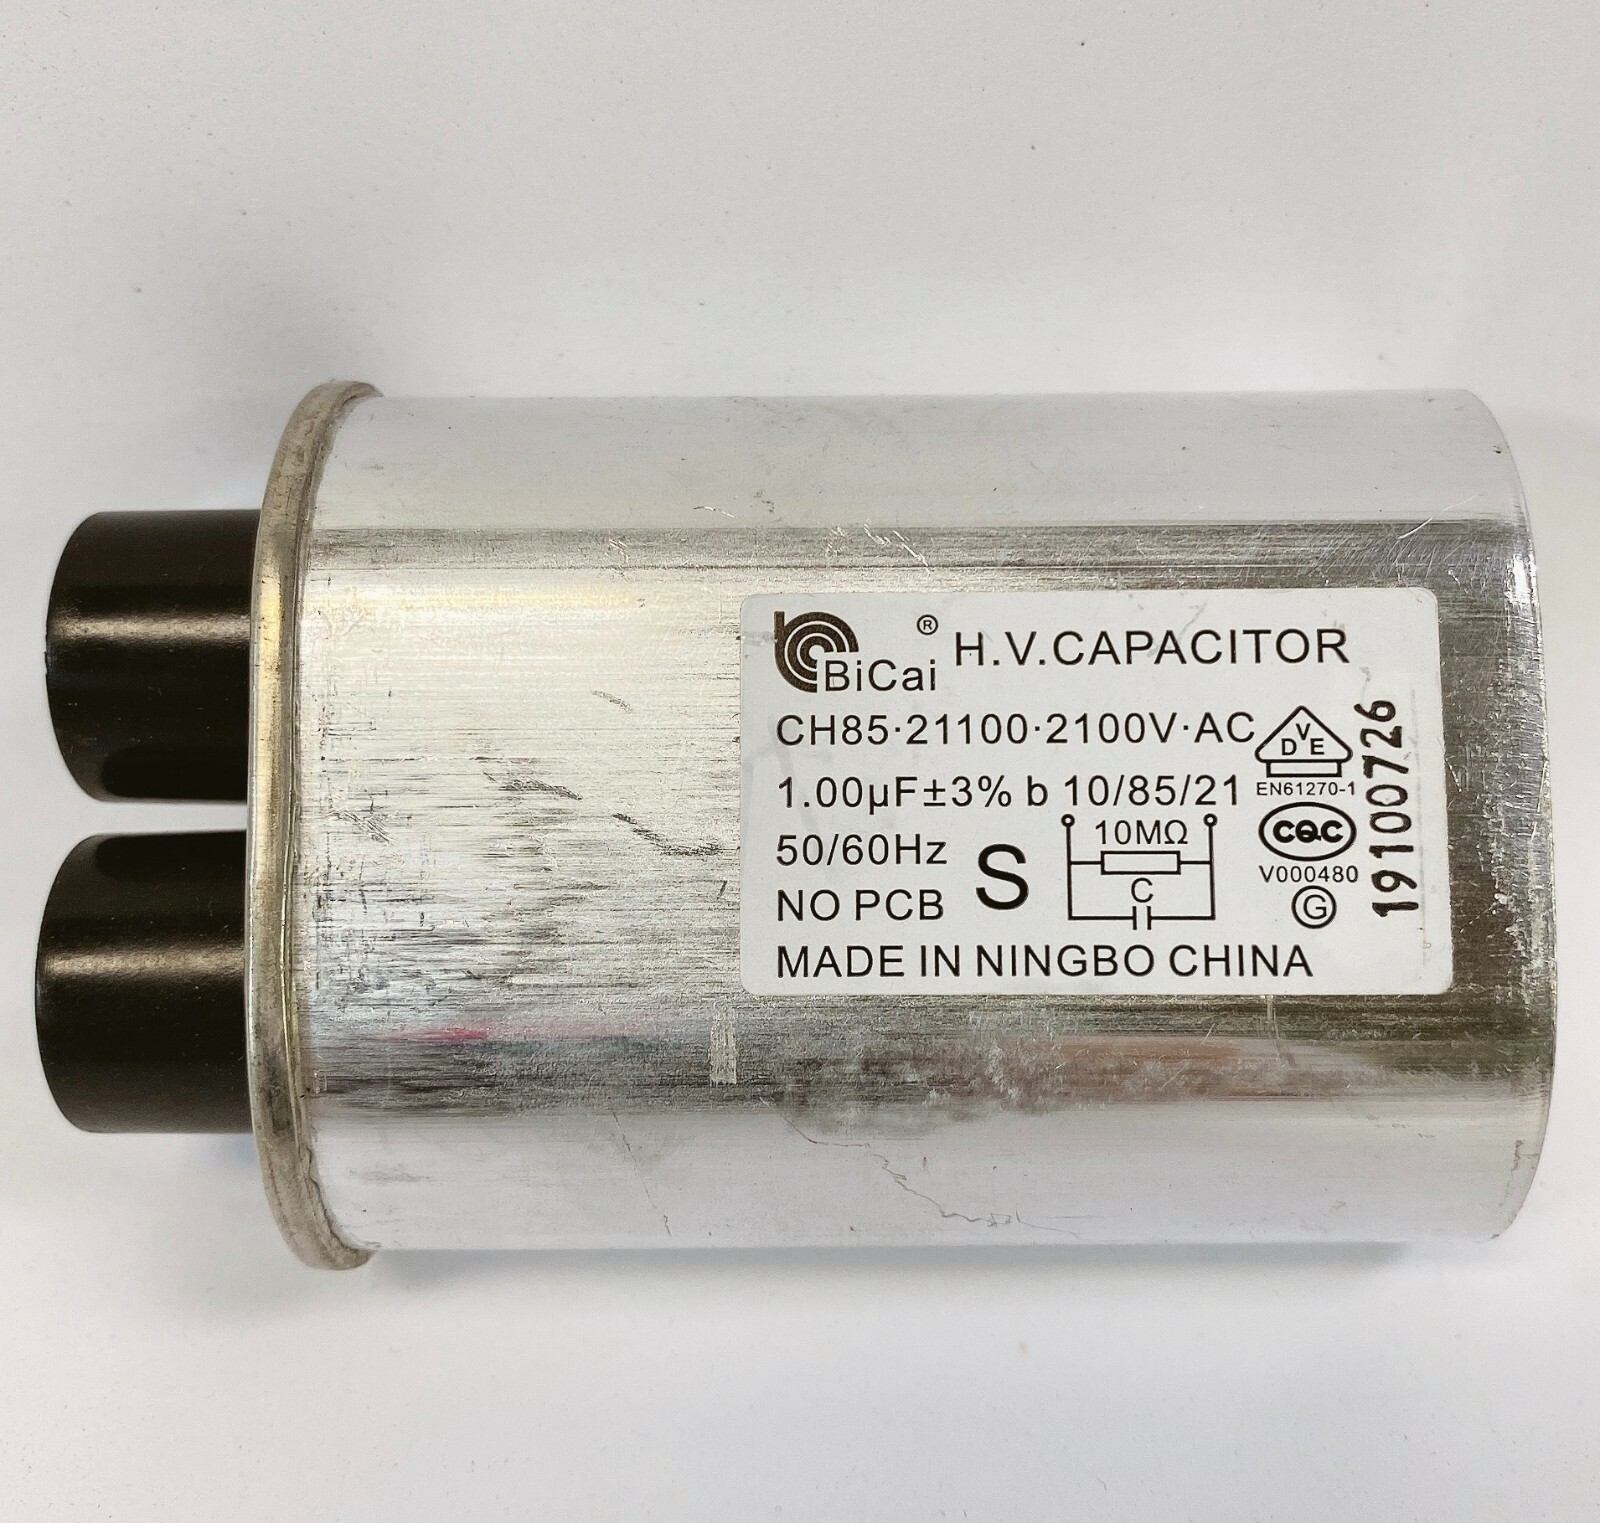 BiCai ® H.V.CAPACITOR
CH85·21100·2100V·AC
1.00μF±3% b 10/85/21
50/60Hz
NO PCB
S
10MΩ
C
MADE IN NINGBO CHINA
DVE
EN61270-1
CQC
V000480
G
19100726